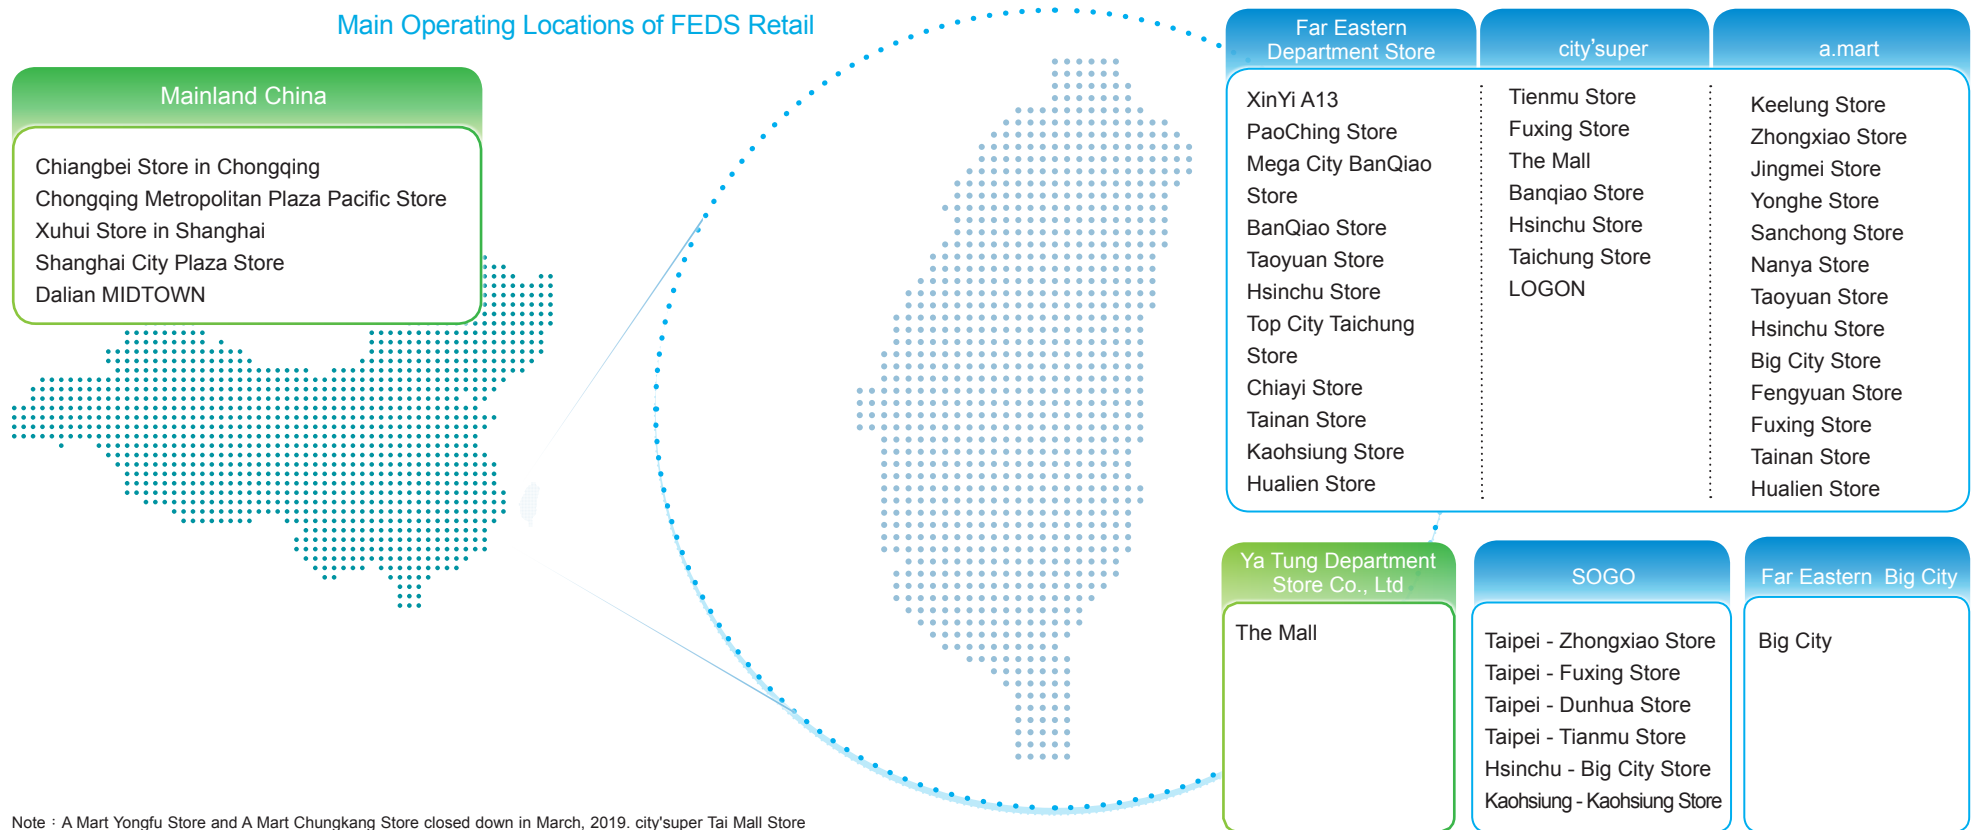 Main Operating Locations of FEDS Retail
Mainland China
Chiangbei Store in Chongqing
Chongqing Metropolitan Plaza Pacific Store
Xuhui Store in Shanghai
Shanghai City Plaza Store
Dalian MIDTOWN
Far Eastern
Department Store
XinYi A13
PaoChing Store
Mega City BanQiao
Store
BanQiao Store
Taoyuan Store
Hsinchu Store
Top City Taichung
Store
Chiayi Store
Tainan Store
Kaohsiung Store
Hualien Store
city'super
Tienmu Store
Fuxing Store
The Mall
Banqiao Store
Hsinchu Store
Taichung Store
LOGON
a.mart
Keelung Store
Zhongxiao Store
Jingmei Store
Yonghe Store
Sanchong Store
Nanya Store
Taoyuan Store
Hsinchu Store
Big City Store
Fengyuan Store
Fuxing Store
Tainan Store
Hualien Store
Ya Tung Department
Store Co., Ltd
The Mall
SOGO
Taipei - Zhongxiao Store
Taipei - Fuxing Store
Taipei - Dunhua Store
Taipei - Tianmu Store
Hsinchu - Big City Store
Kaohsiung - Kaohsiung Store
Far Eastern Big City
Big City
Note：A Mart Yongfu Store and A Mart Chungkang Store closed down in March, 2019. city'super Tai Mall Store